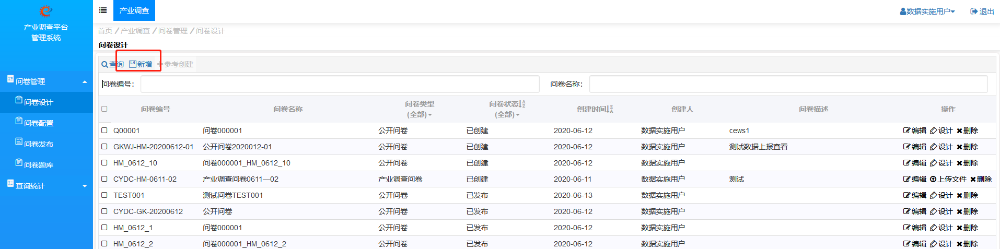 产业调查平台
管理系统
产业调查
数据实施用户
退出
首页 / 产业调查 / 问卷管理 / 问卷设计
问卷设计
问卷管理
问卷设计
问卷配置
问卷发布
问卷题库
查询统计
查询 新增 参考创建
问卷编号: 问卷名称:
问卷编号 问卷名称 问卷类型 (全部) 问卷状态 (全部) 创建时间 创建人 问卷描述 操作
Q00001 问卷000001 公开问卷 已创建 2020-06-12 数据实施用户 cews1 编辑 设计 删除
GKWJ-HM-20200612-01 公开问卷2020012-01 公开问卷 已创建 2020-06-12 数据实施用户 测试数据上报查看 编辑 设计 删除
HM_0612_10 问卷000001_HM_0612_10 公开问卷 已创建 2020-06-12 数据实施用户 编辑 设计 删除
CYDC-HM-0611-02 产业调查问卷0611—02 产业调查问卷 已创建 2020-06-11 数据实施用户 测试 编辑 上传文件 删除
TEST001 测试问卷TEST001 公开问卷 已发布 2020-06-13 数据实施用户 编辑 设计 删除
CYDC-GK-20200612 公开问卷 公开问卷 已发布 2020-06-12 数据实施用户 编辑 设计 删除
HM_0612_1 问卷000001 公开问卷 已发布 2020-06-12 数据实施用户 编辑 设计 删除
HM_0612_2 问卷000001_HM_0612_2 公开问卷 已发布 2020-06-12 数据实施用户 编辑 设计 删除